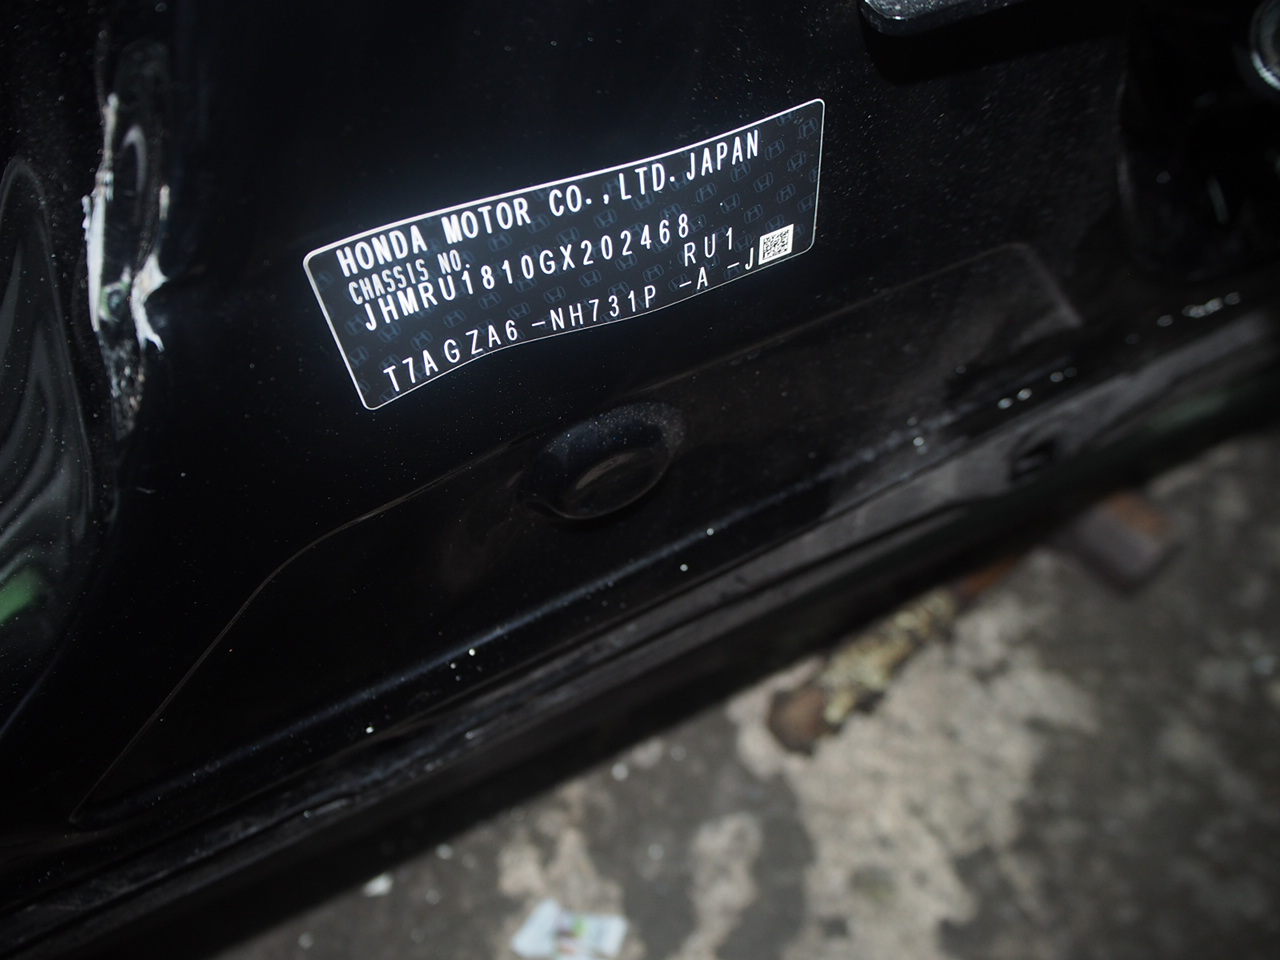 HONDA MOTOR CO.,LTD.JAPAN
CHASSIS NO.
JHMRU1810GX202468
RU1
T7AGZA6 -NH731P -A -J